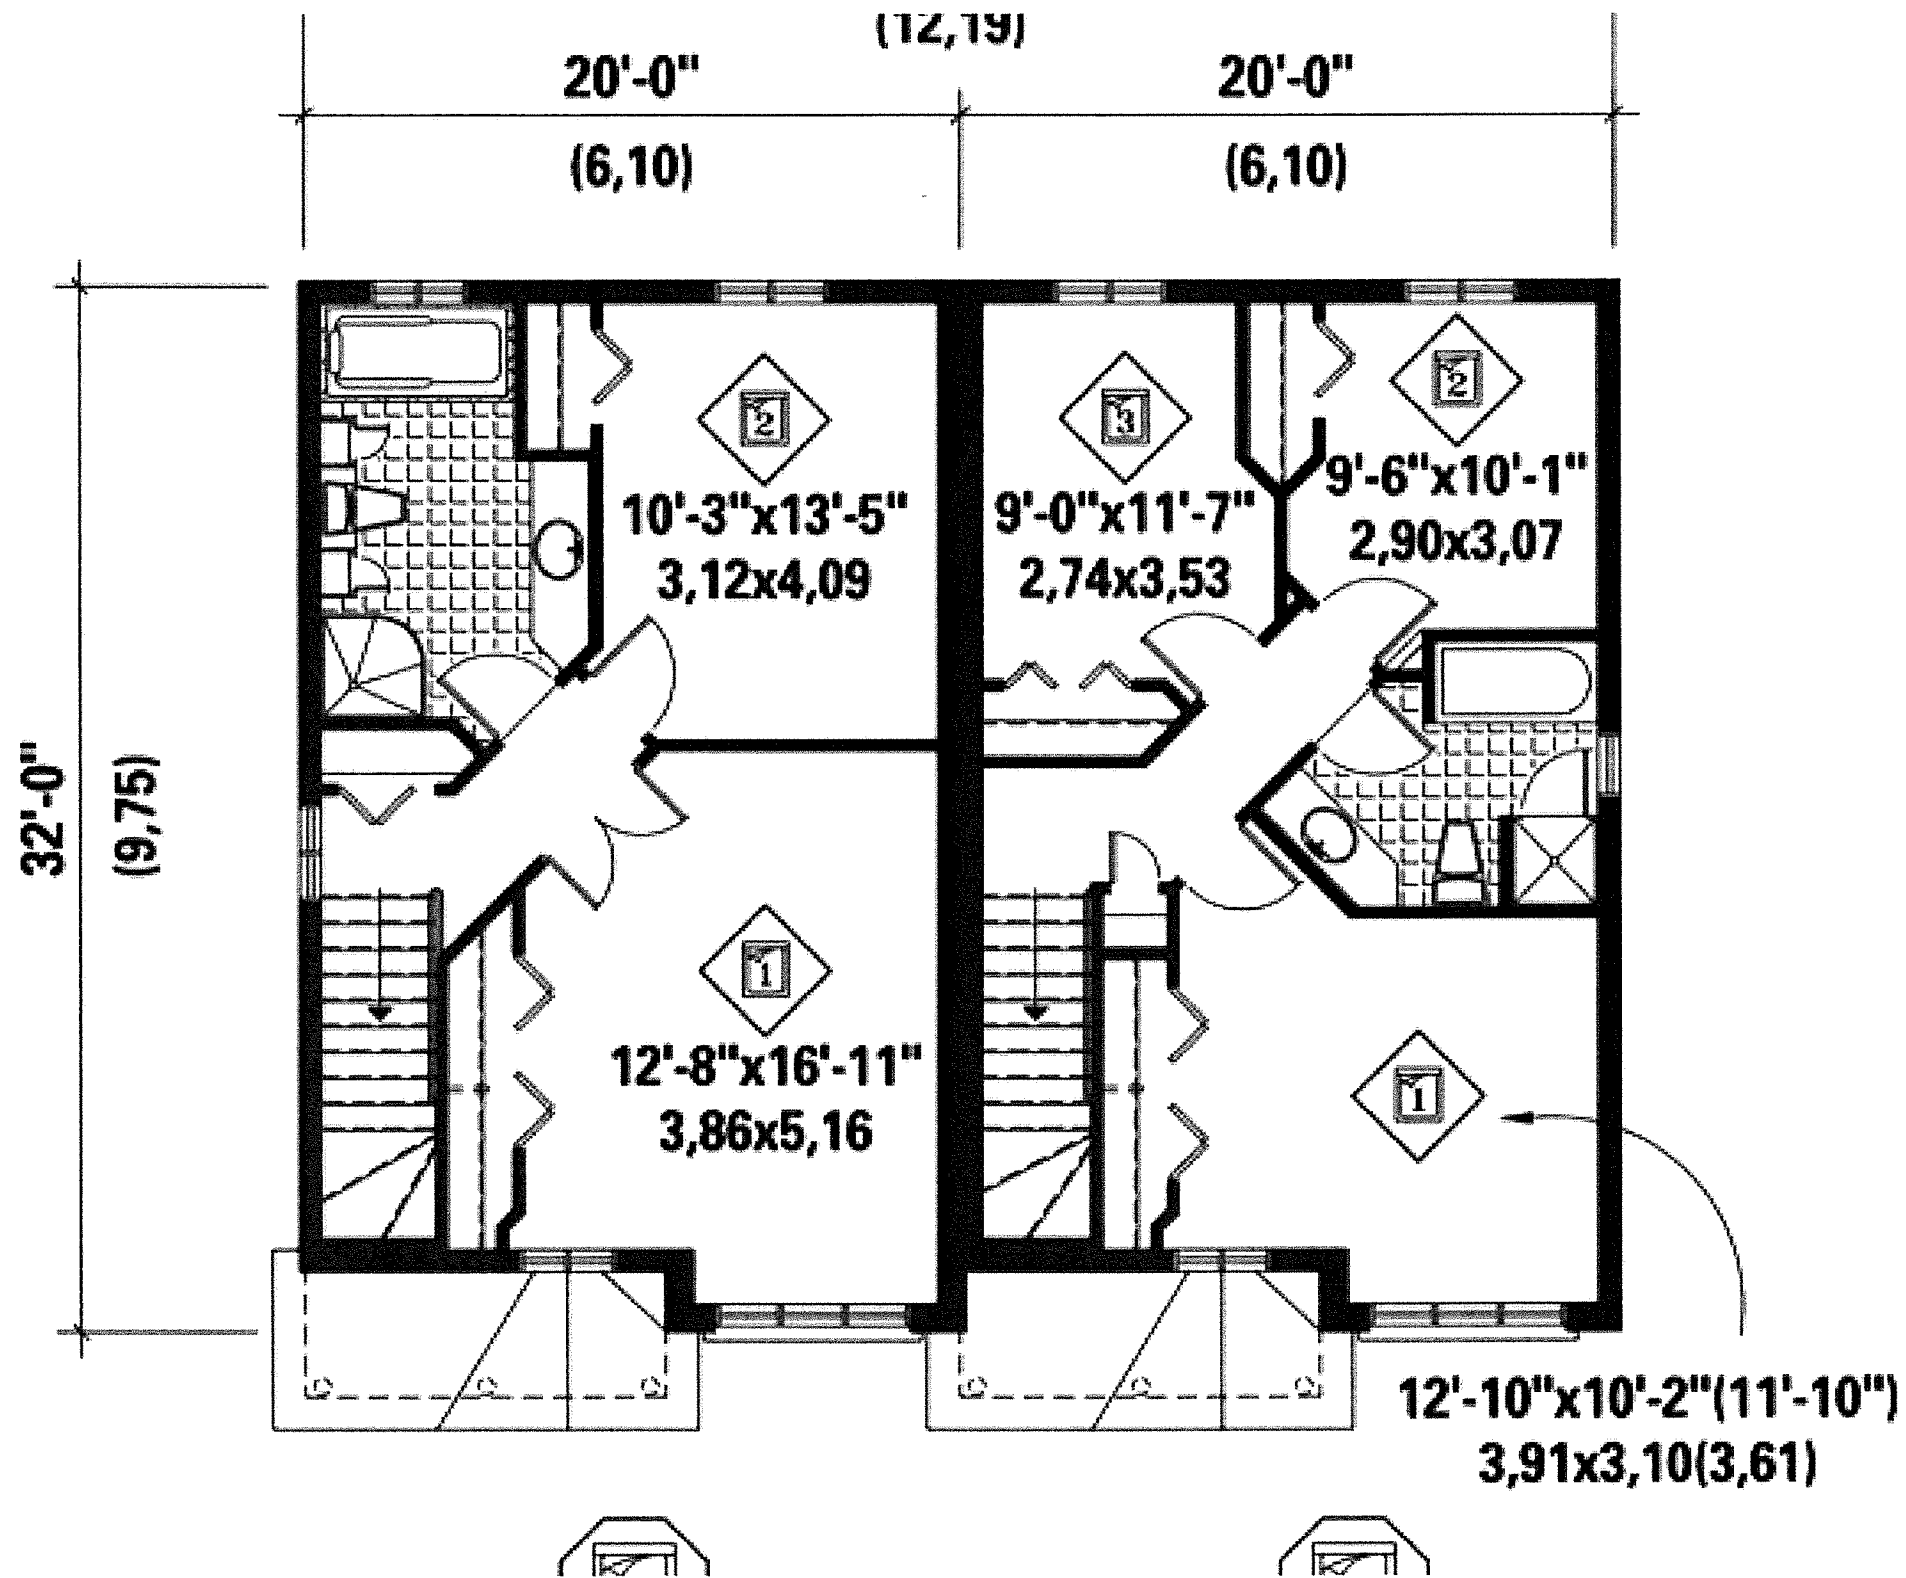 (12,19)
20'-0"
20'-0"
(6,10)
(6,10)
32'-0"
(9,75)
2
10'-3"x13'-5"
3,12x4,09
3
9'-0"x11'-7"
2,74x3,53
2
9'-6"x10'-1"
2,90x3,07
1
12'-8"x16'-11"
3,86x5,16
1
12'-10"x10'-2"(11'-10")
3,91x3,10(3,61)